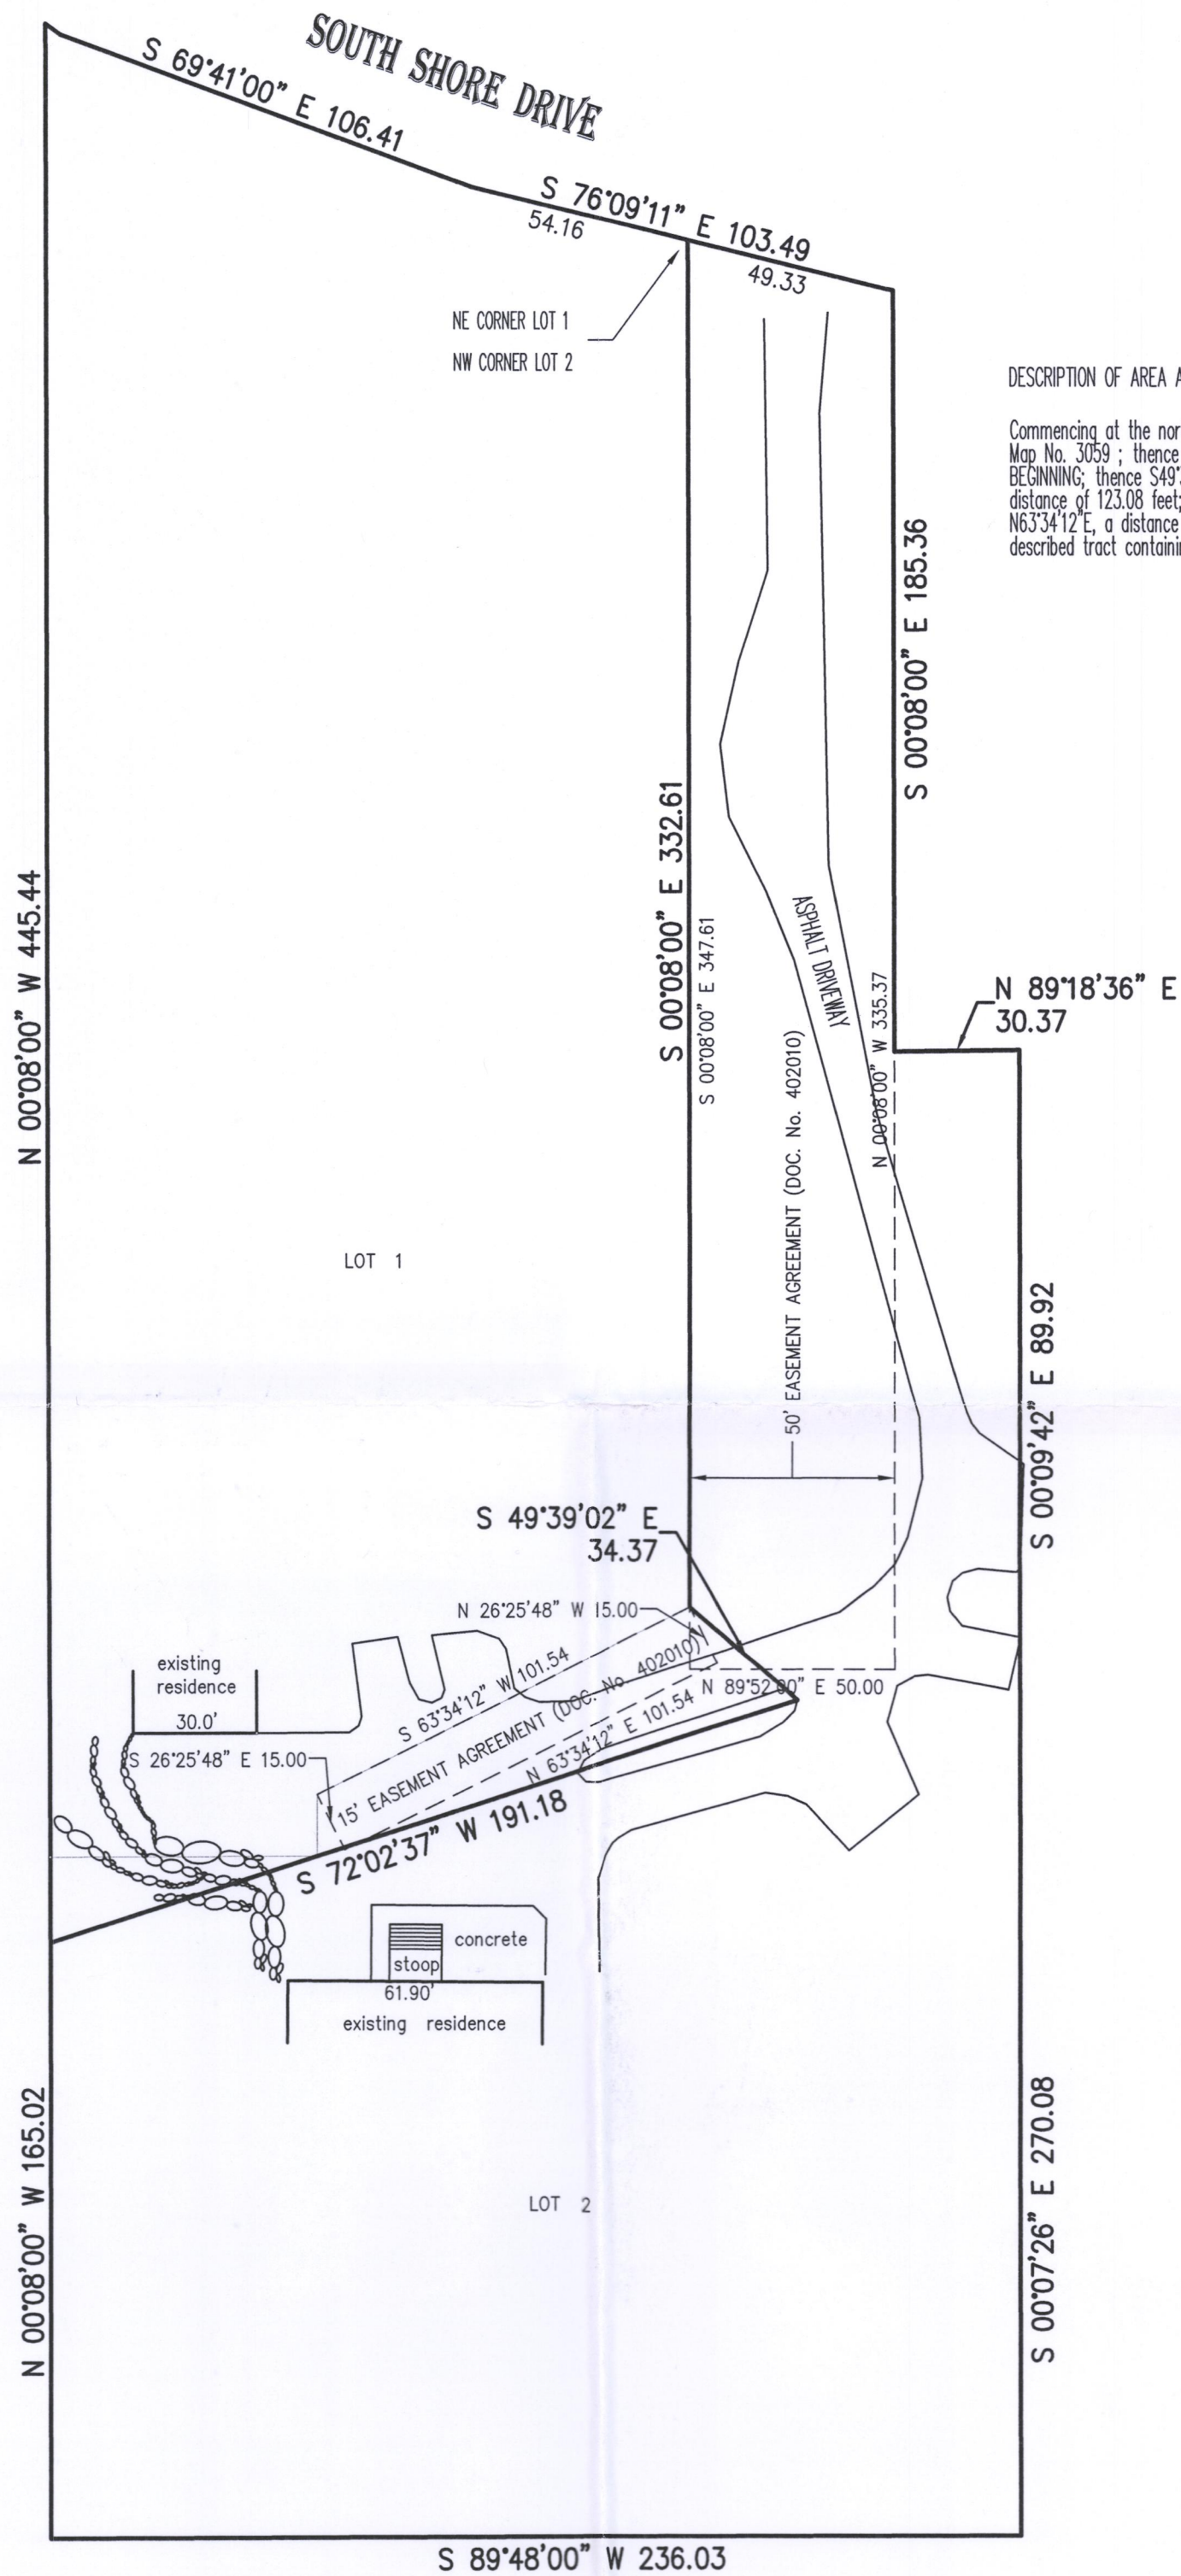 SOUTH SHORE DRIVE
S 69°41'00" E 106.41
S 76°09'11" E 103.49
54.16
49.33
NE CORNER LOT 1
NW CORNER LOT 2
DESCRIPTION OF AREA
Commencing at the
Map No. 3059 ; thence
BEGINNING; thence
distance of 123.08 feet;
N63°34'12"E, a distance
described tract
S 00°08'00" E 185.36
S 00°08'00" E 332.61
S 00°08'00" E 347.61
N 00°08'00" W 445.44
ASPHALT DRIVEWAY
N 00°08'00" W 335.37
N 89°18'36" E
30.37
50' EASEMENT AGREEMENT (DOC. No. 402010)
LOT 1
S 00°09'42" E 89.92
S 49°39'02" E
34.37
N 26°25'48" W 15.00
S 63°34'12" W 101.54
15' EASEMENT AGREEMENT (DOC. No. 402010)
N 63°34'12" E 101.54
N 89°52'00" E 50.00
existing
residence
30.0'
S 26°25'48" E 15.00
S 72°02'37" W 191.18
concrete
stoop
61.90'
existing residence
N 00°08'00" W 165.02
S 00°07'26" E 270.08
LOT 2
S 89°48'00" W 236.03